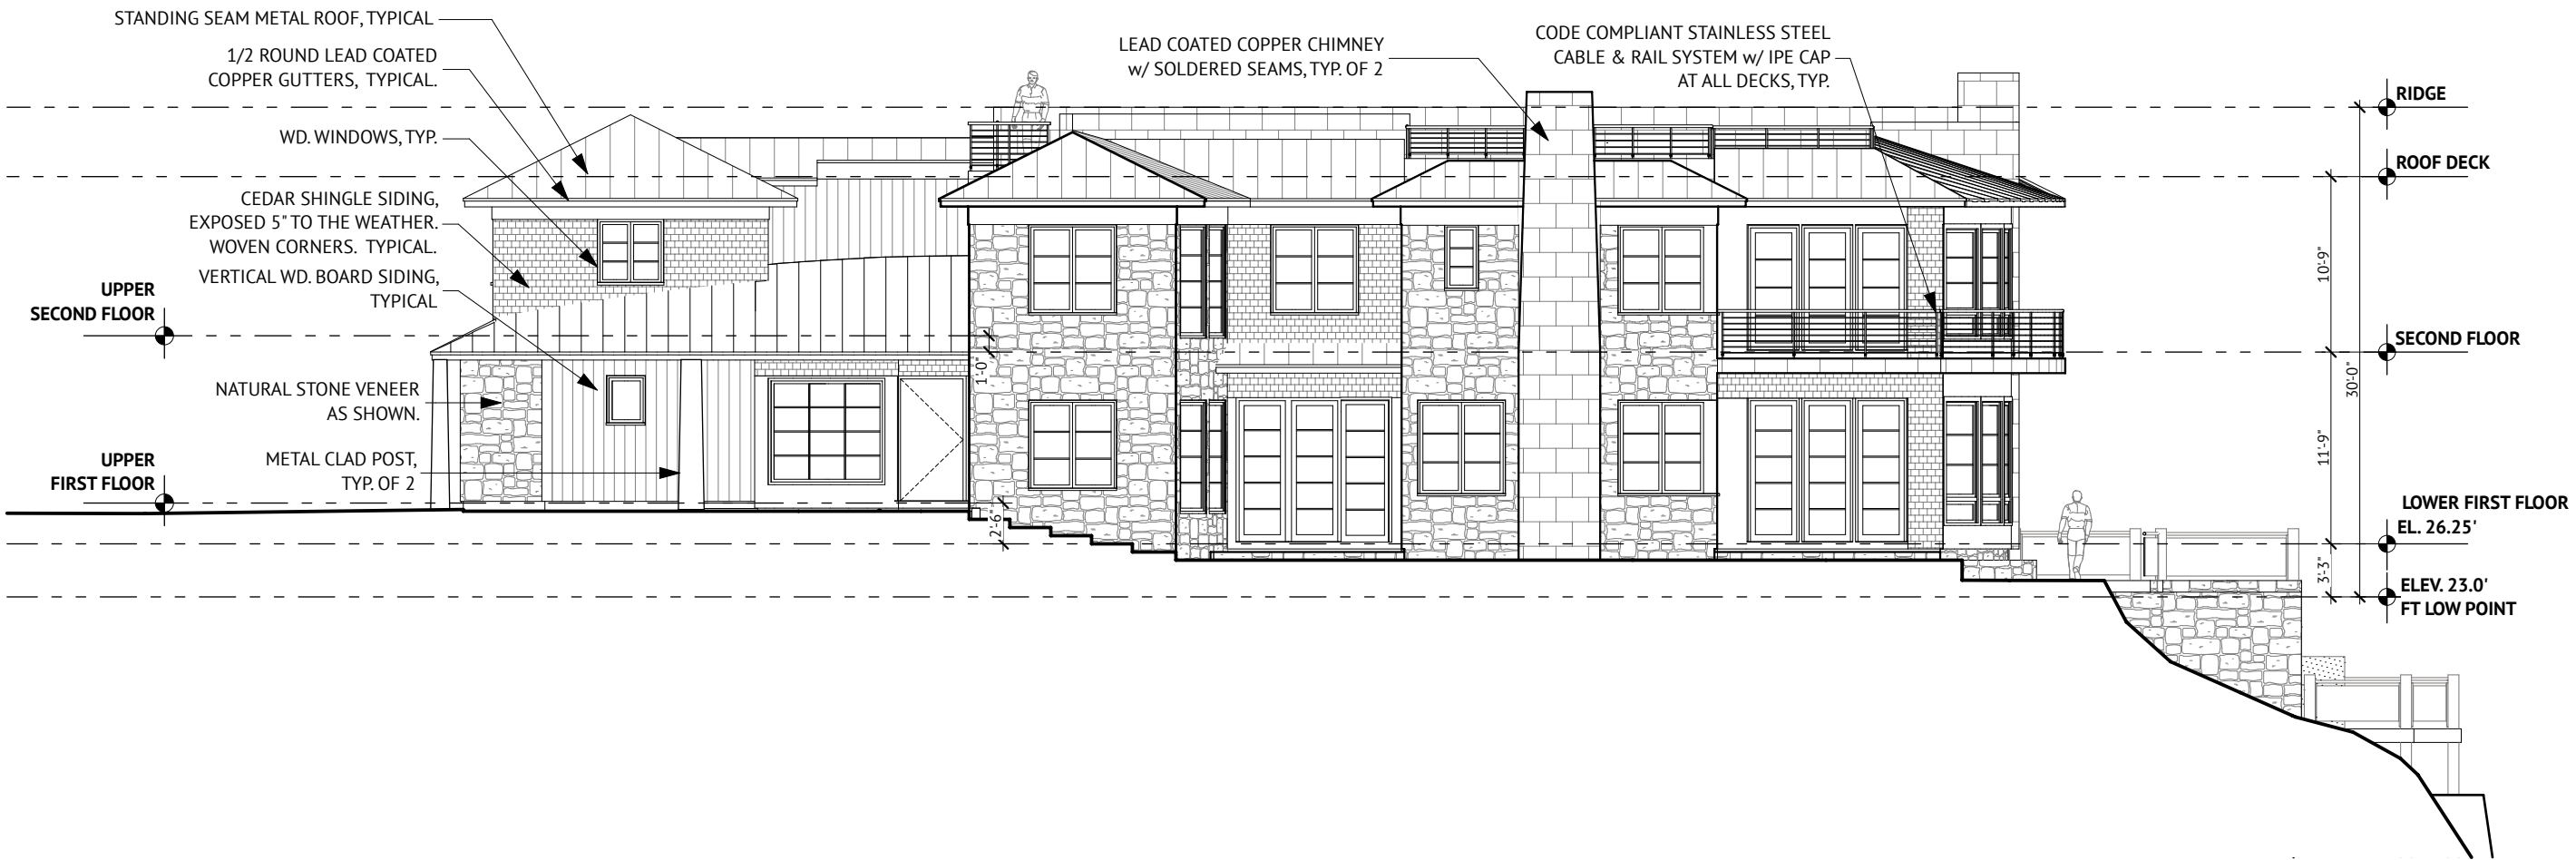 STANDING SEAM METAL ROOF, TYPICAL
1/2 ROUND LEAD COATED
COPPER GUTTERS, TYPICAL.
WD. WINDOWS, TYP.
CEDAR SHINGLE SIDING,
EXPOSED 5" TO THE WEATHER.
WOVEN CORNERS. TYPICAL.
VERTICAL WD. BOARD SIDING,
TYPICAL
UPPER
SECOND FLOOR
NATURAL STONE VENEER
AS SHOWN.
UPPER
FIRST FLOOR
METAL CLAD POST,
TYP. OF 2
LEAD COATED COPPER CHIMNEY
w/ SOLDERED SEAMS, TYP. OF 2
CODE COMPLIANT STAINLESS STEEL
CABLE & RAIL SYSTEM w/ IPE CAP
AT ALL DECKS, TYP.
1'-0"
2'-6"
RIDGE
ROOF DECK
10'-9"
SECOND FLOOR
30'-0"
11'-9"
LOWER FIRST FLOOR
EL. 26.25'
3'-3"
ELEV. 23.0'
FT LOW POINT